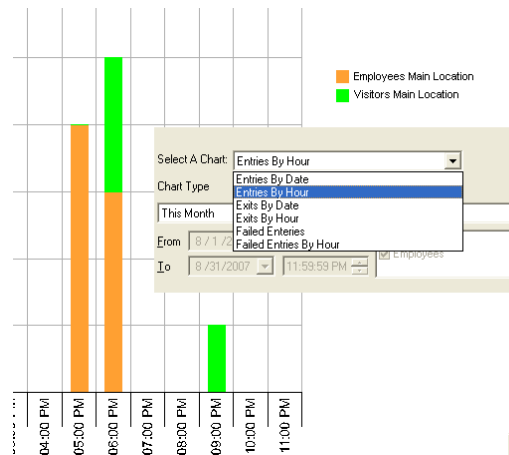 Employees Main Location
Visitors Main Location
Select A Chart: Entries By Hour
Entries By Date
Chart Type
Entries By Hour
Exits By Date
This Month
Exits By Hour
Failed Enteries
From 8 / 1 /2
Failed Entries By Hour
Employees
To 8 /31/2007 11:59:59 PM
04:00 PM
05:00 PM
06:00 PM
07:00 PM
08:00 PM
09:00 PM
10:00 PM
11:00 PM